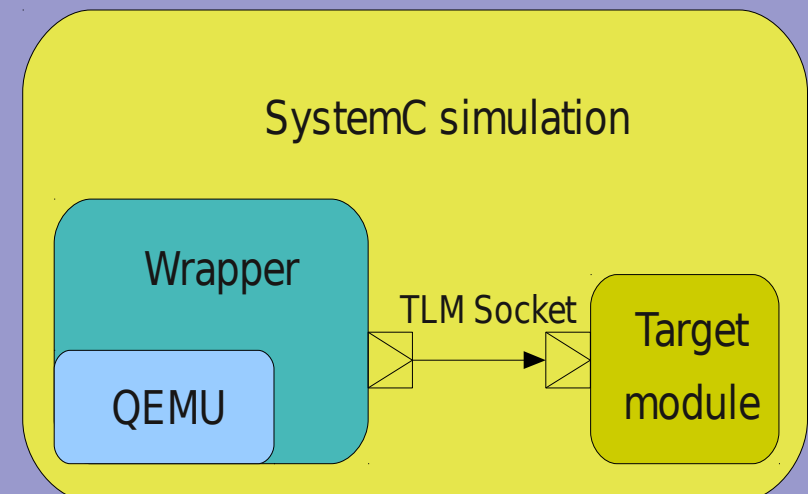 SystemC simulation
Wrapper
TLM Socket
Target
module
QEMU